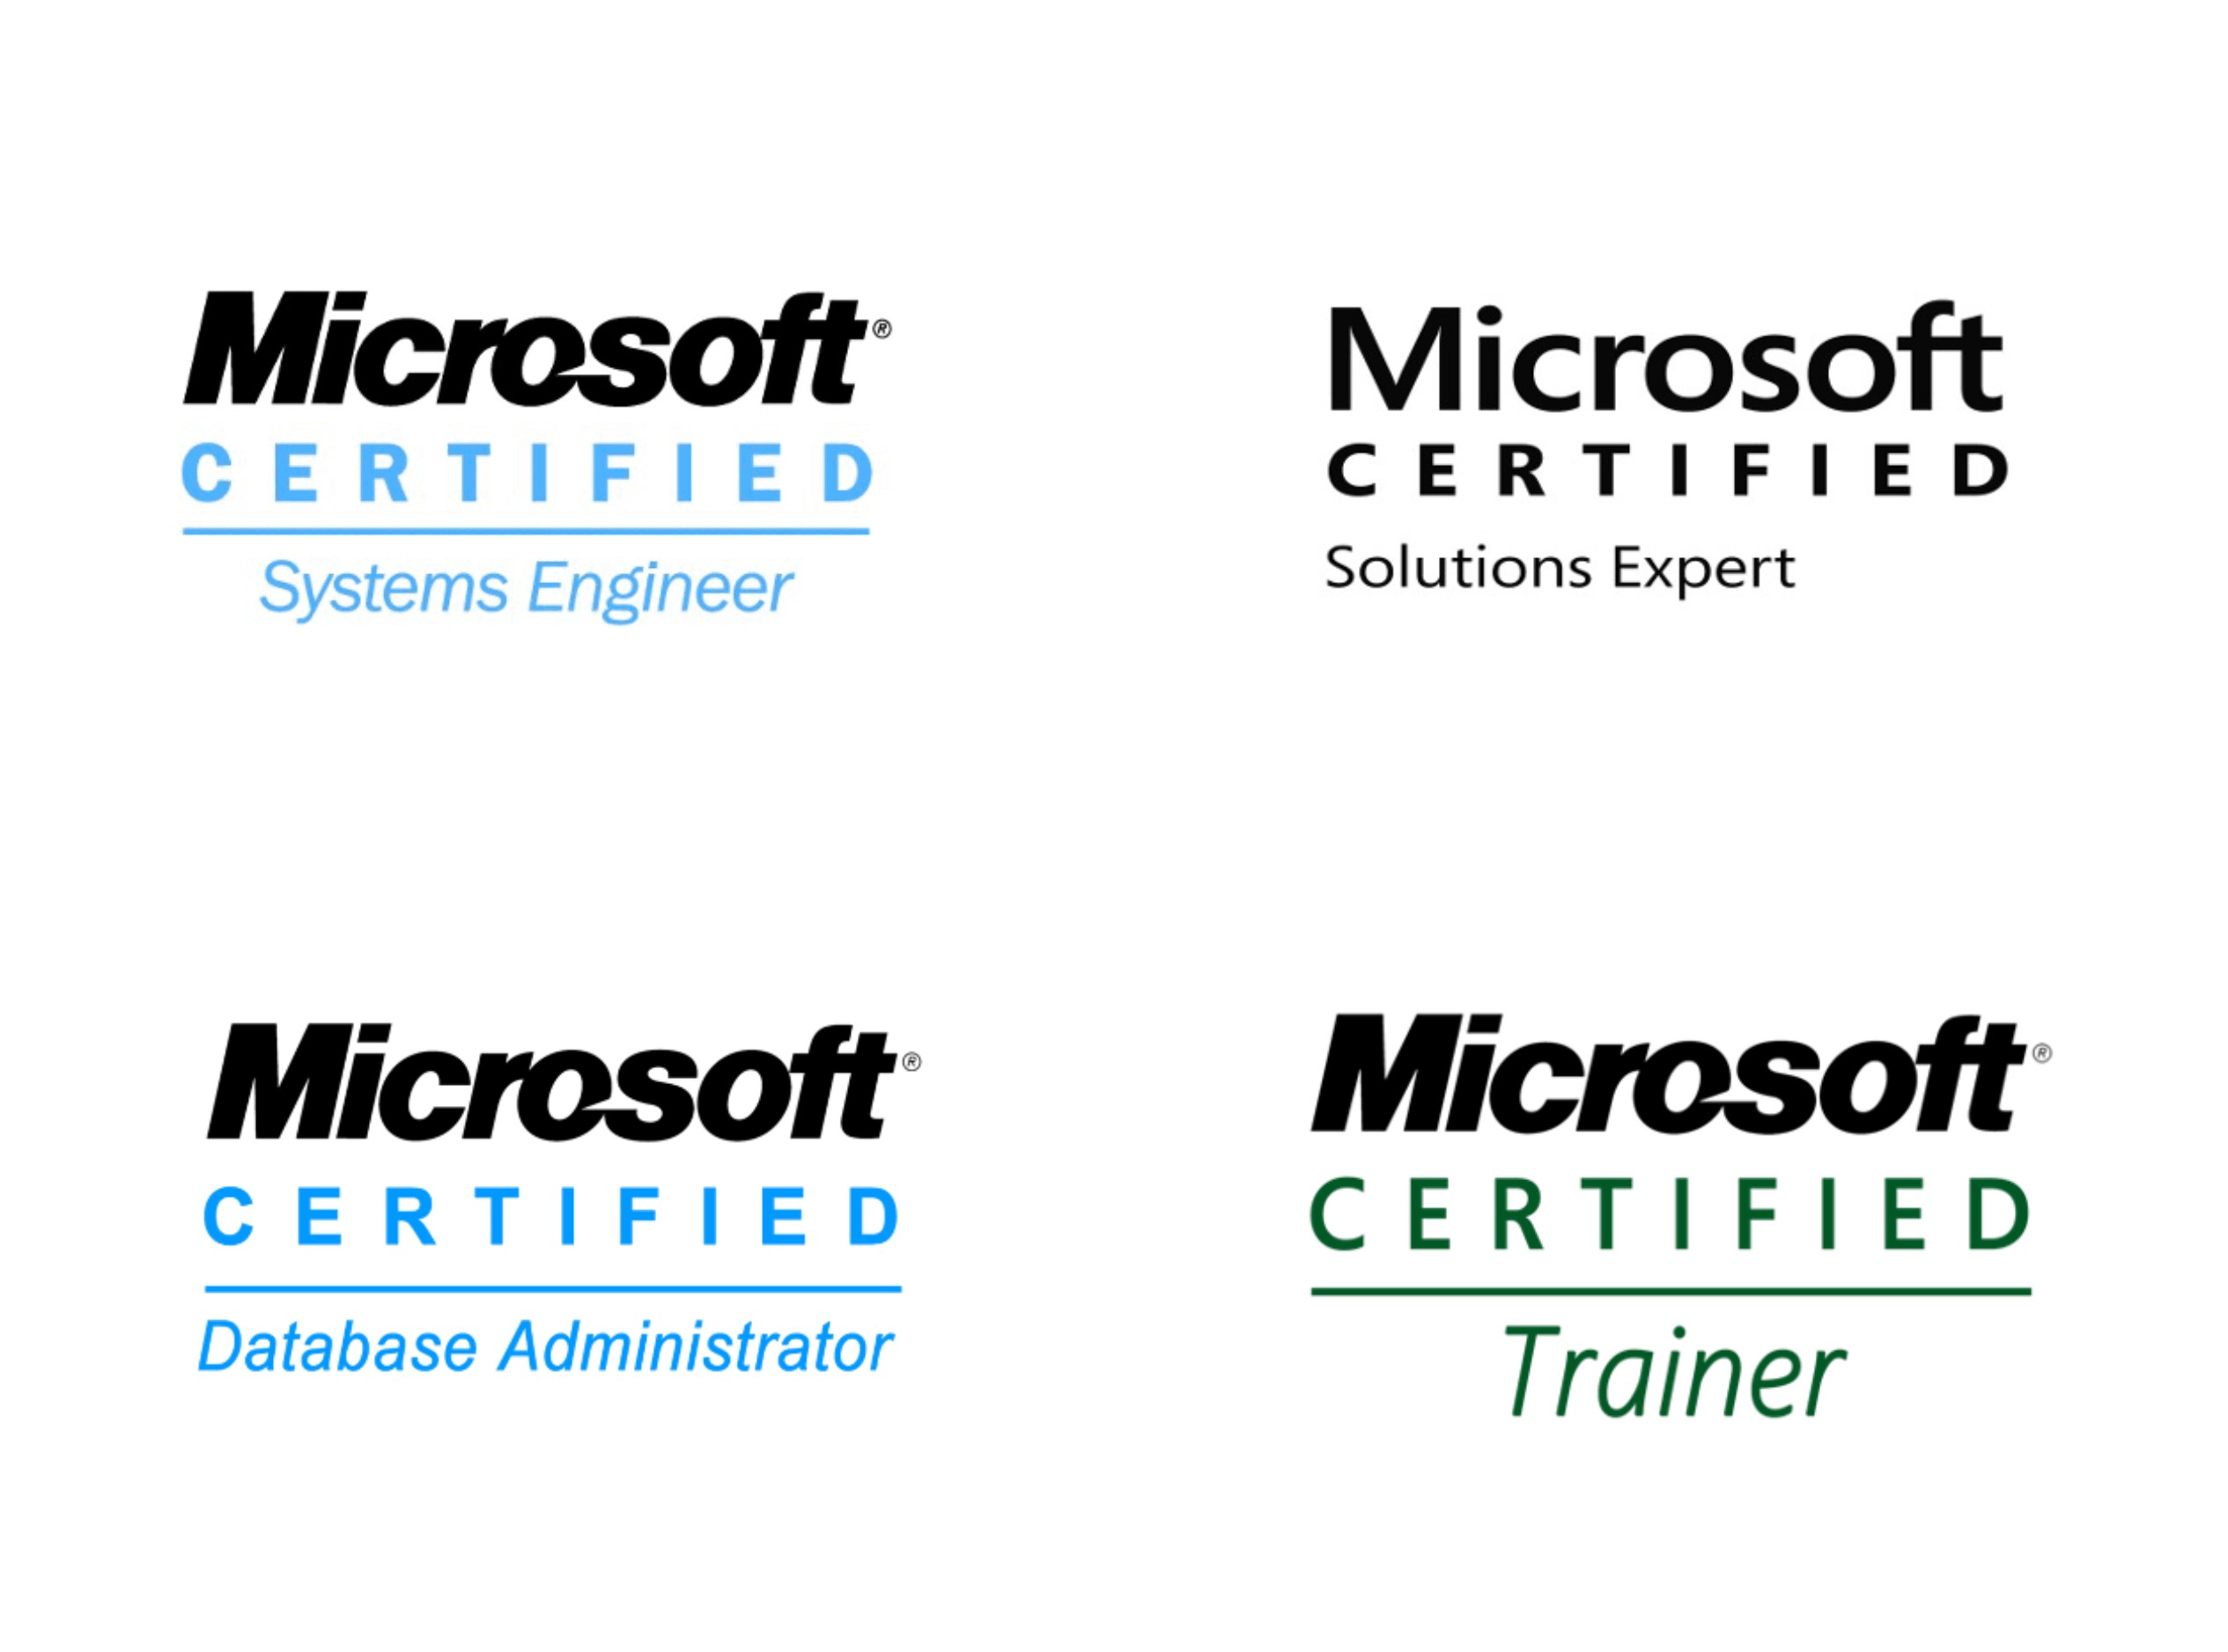 Microsoft®
CERTIFIED
Systems Engineer
Microsoft
CERTIFIED
Solutions Expert
Microsoft®
CERTIFIED
Database Administrator
Microsoft®
CERTIFIED
Trainer